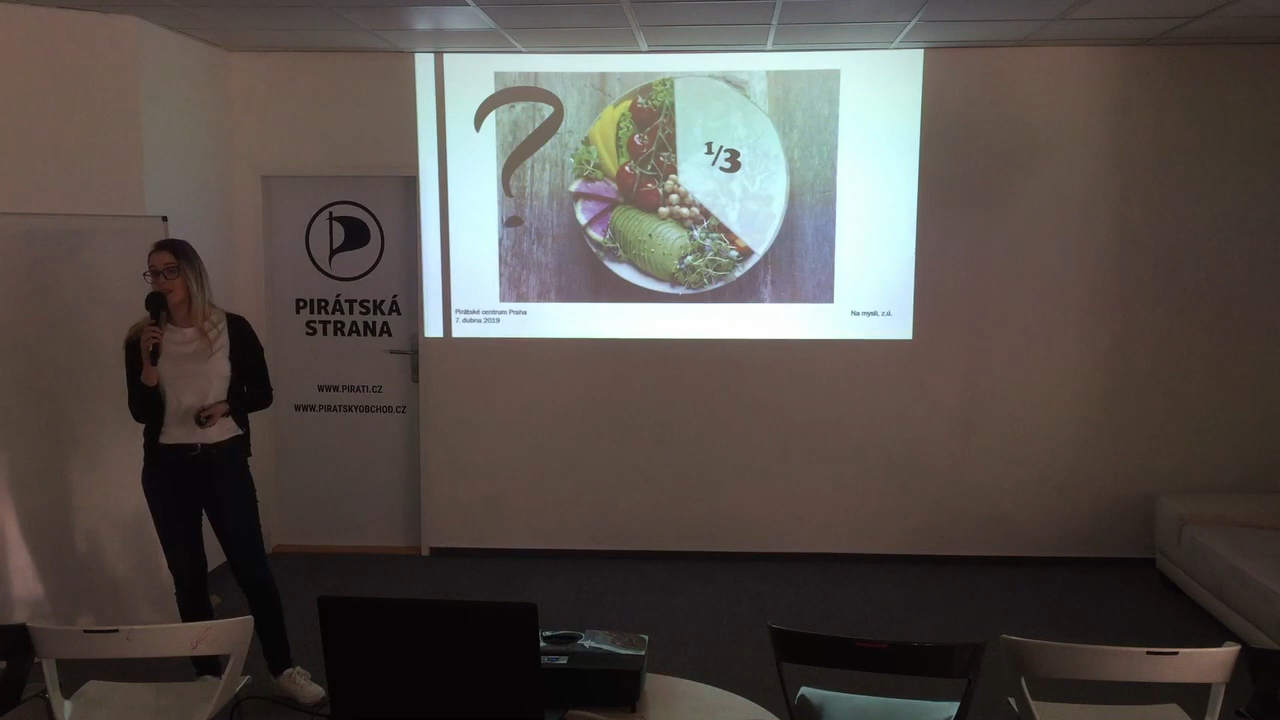 ?
1/3
Pirátské centrum Praha
7. dubna 2019
Na mysli, z.ú.
PIRÁTSKÁ
STRANA
WWW.PIRATI.CZ
WWW.PIRATSKYOBCHOD.CZ